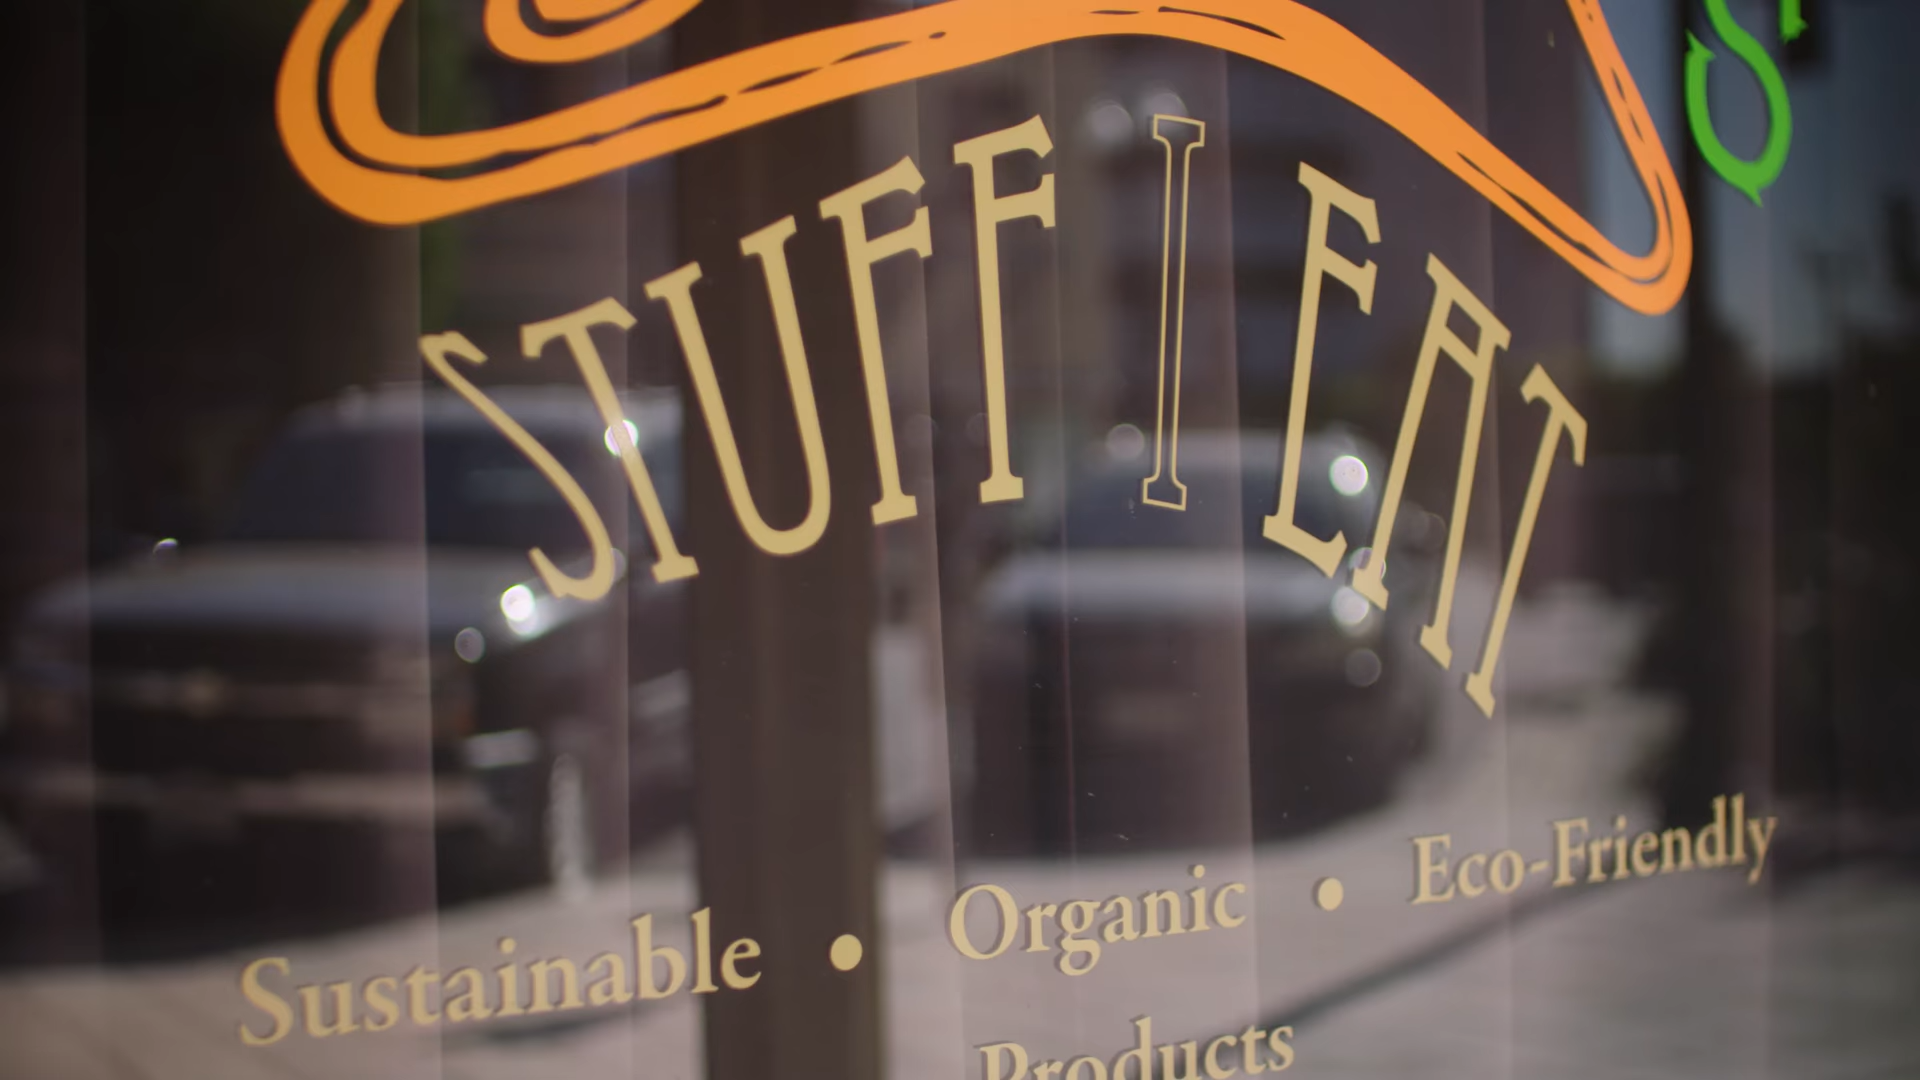 STUFF I EAT
Sustainable • Organic • Eco-Friendly
Products